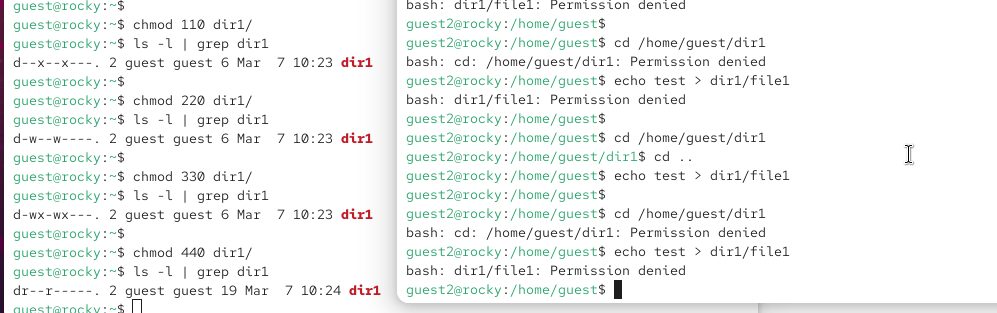 guest@rocky:~$
guest@rocky:~$ chmod 110 dir1/
guest@rocky:~$ ls -l | grep dir1
d--x--x---. 2 guest guest 6 Mar  7 10:23 dir1
guest@rocky:~$
guest@rocky:~$ chmod 220 dir1/
guest@rocky:~$ ls -l | grep dir1
d-w--w----. 2 guest guest 6 Mar  7 10:23 dir1
guest@rocky:~$
guest@rocky:~$ chmod 330 dir1/
guest@rocky:~$ ls -l | grep dir1
d-wx-wx---. 2 guest guest 6 Mar  7 10:23 dir1
guest@rocky:~$
guest@rocky:~$ chmod 440 dir1/
guest@rocky:~$ ls -l | grep dir1
dr--r-----. 2 guest guest 19 Mar  7 10:24 dir1
guest@rocky:~$
bash: dir1/file1: Permission denied
guest2@rocky:/home/guest$
guest2@rocky:/home/guest$ cd /home/guest/dir1
bash: cd: /home/guest/dir1: Permission denied
guest2@rocky:/home/guest$ echo test > dir1/file1
bash: dir1/file1: Permission denied
guest2@rocky:/home/guest$
guest2@rocky:/home/guest$ cd /home/guest/dir1
guest2@rocky:/home/guest/dir1$ cd ..
guest2@rocky:/home/guest$ echo test > dir1/file1
guest2@rocky:/home/guest$
guest2@rocky:/home/guest$ cd /home/guest/dir1
bash: cd: /home/guest/dir1: Permission denied
guest2@rocky:/home/guest$ echo test > dir1/file1
bash: dir1/file1: Permission denied
guest2@rocky:/home/guest$